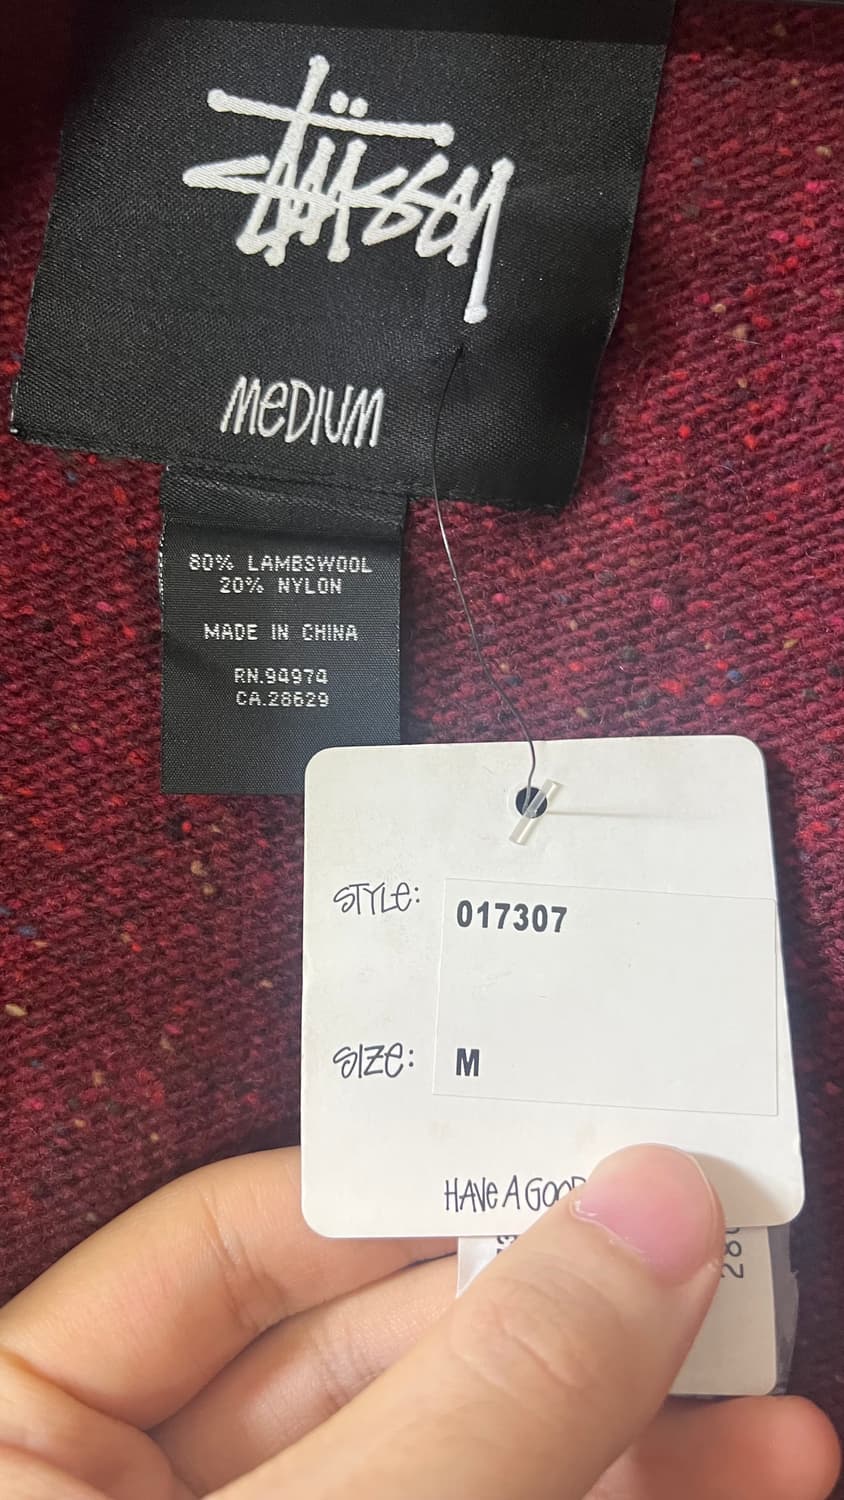 Stüssy
MEDIUM
80% LAMBSWOOL
20% NYLON
MADE IN CHINA
RN.94974
CA.28629
STYLE: 017307
SIZE: M
HAVE A GOOD